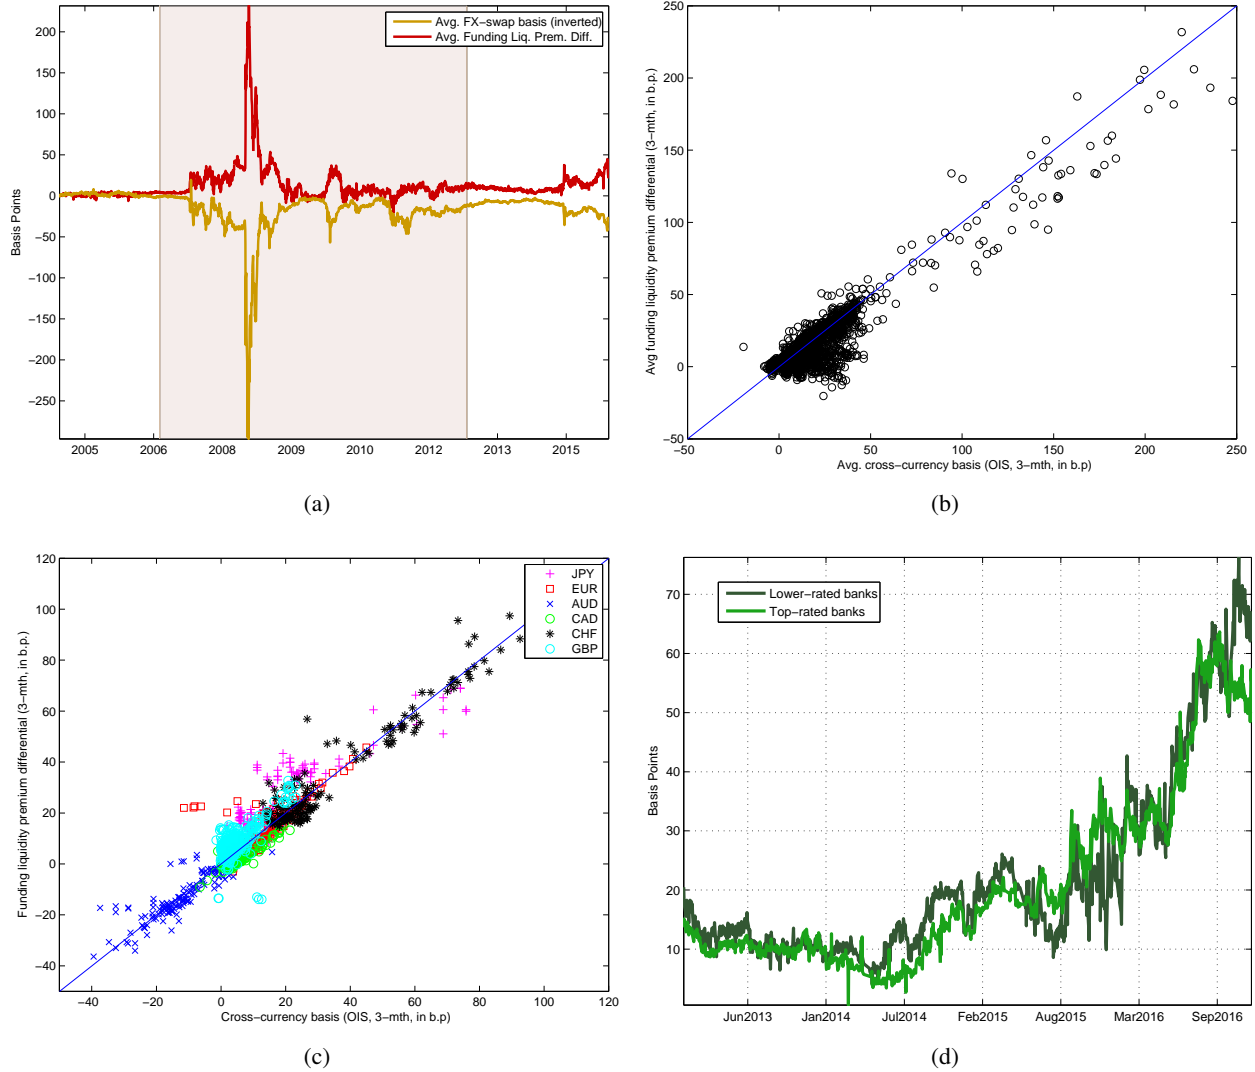 Avg. FX−swap basis (inverted)
Avg. Funding Liq. Prem. Diff.
200
150
100
50
0
−50
−100
−150
−200
−250
Basis Points
2005 2006 2008 2009 2010 2012 2013 2015
(a)
250
200
150
100
50
0
−50
Avg funding liquidity premium differential (3−mth, in b.p.)
−50 0 50 100 150 200 250
Avg. cross−currency basis (OIS, 3−mth, in b.p)
(b)
120
100
80
60
40
20
0
−20
−40
Funding liquidity premium differential (3−mth, in b.p.)
JPY
EUR
AUD
CAD
CHF
GBP
−40 −20 0 20 40 60 80 100 120
Cross−currency basis (OIS, 3−mth, in b.p)
(c)
Lower−rated banks
Top−rated banks
70
60
50
40
30
20
10
Basis Points
Jun2013 Jan2014 Jul2014 Feb2015 Aug2015 Mar2016 Sep2016
(d)